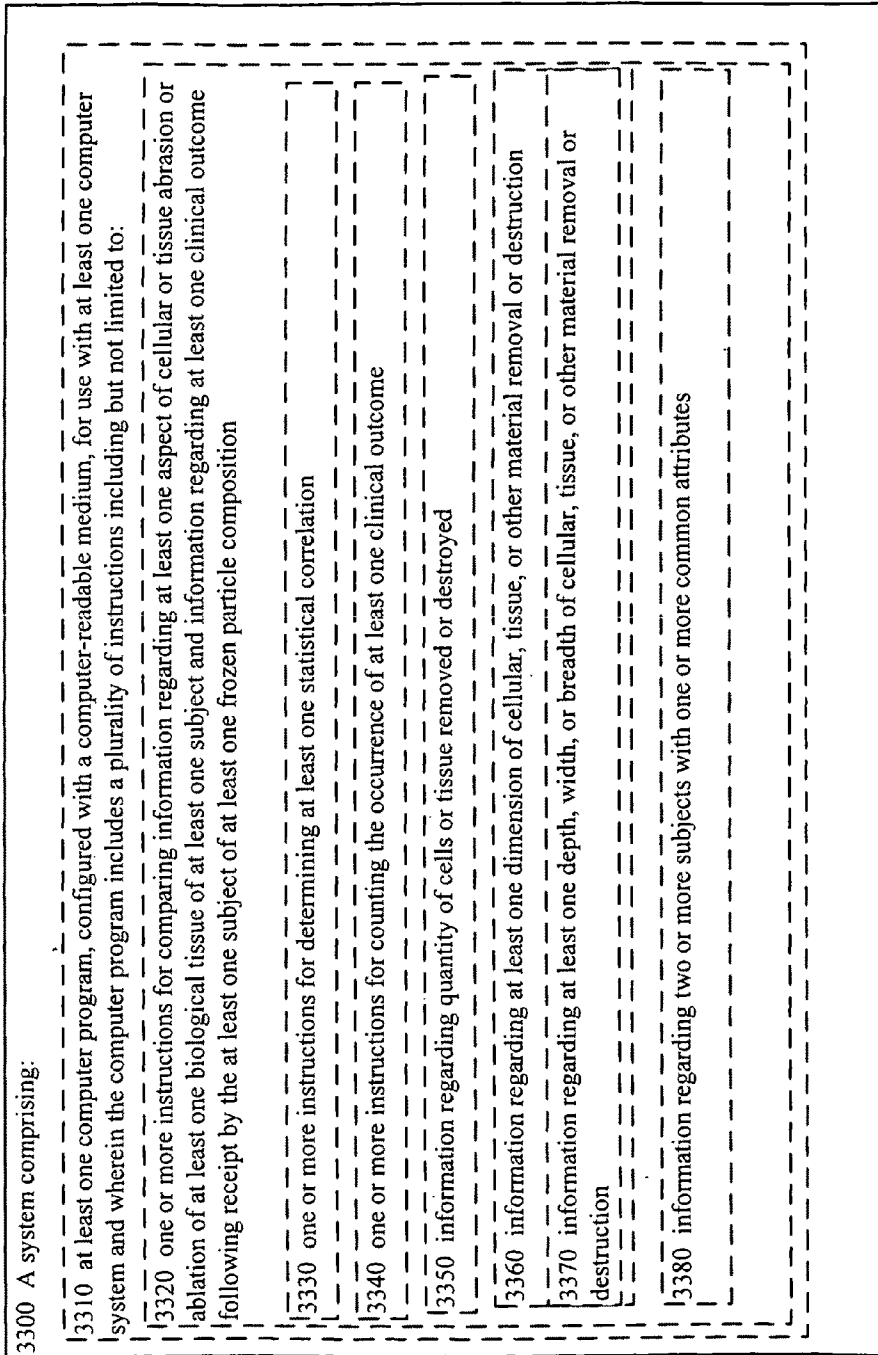 3300 A system comprising:
3310 at least one computer program, configured with a computer-readable medium, for use with at least one computer
system and wherein the computer program includes a plurality of instructions including but not limited to:
3320 one or more instructions for comparing information regarding at least one aspect of cellular or tissue abrasion or
ablation of at least one biological tissue of at least one subject and information regarding at least one clinical outcome
following receipt by the at least one subject of at least one frozen particle composition
3330 one or more instructions for determining at least one statistical correlation
3340 one or more instructions for counting the occurrence of at least one clinical outcome
3350 information regarding quantity of cells or tissue removed or destroyed
3360 information regarding at least one dimension of cellular, tissue, or other material removal or destruction
3370 information regarding at least one depth, width, or breadth of cellular, tissue, or other material removal or
destruction
3380 information regarding two or more subjects with one or more common attributes